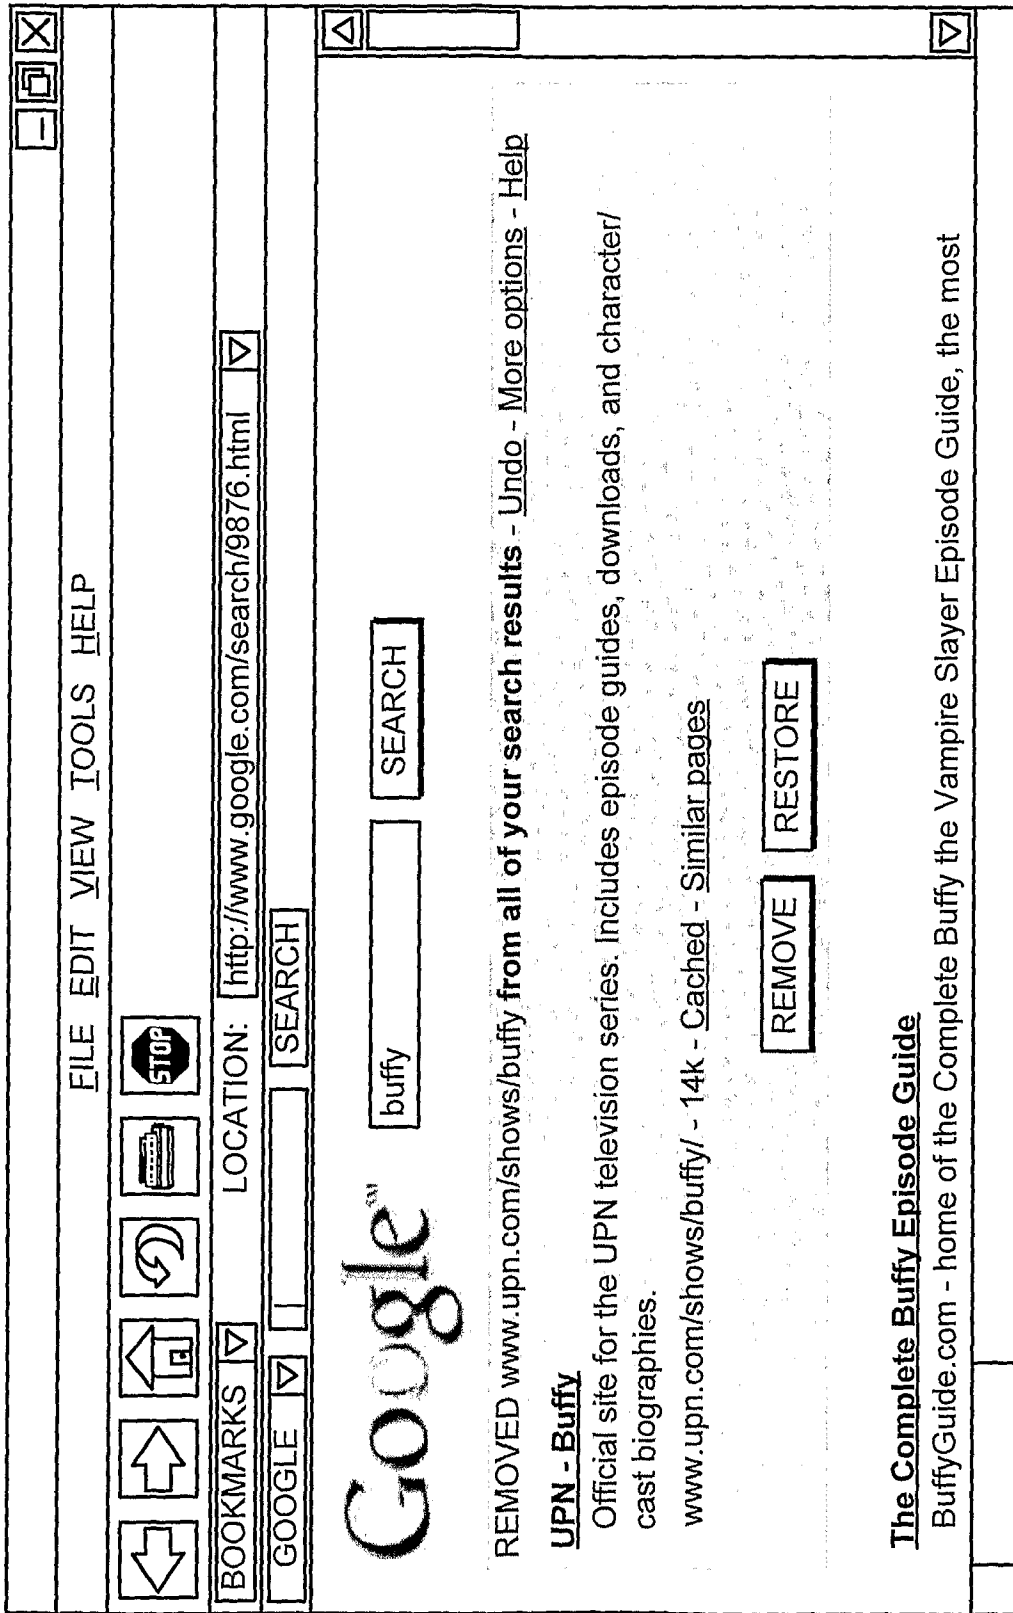 FILE EDIT VIEW TOOLS HELP
STOP
BOOKMARKS LOCATION: http://www.google.com/search/9876.html
GOOGLE SEARCH
Google℠ buffy SEARCH
REMOVED www.upn.com/shows/buffy from all of your search results - Undo - More options - Help
UPN - Buffy
Official site for the UPN television series. Includes episode guides, downloads, and character/
cast biographies.
www.upn.com/shows/buffy/ - 14k - Cached - Similar pages
REMOVE RESTORE
The Complete Buffy Episode Guide
BuffyGuide.com - home of the Complete Buffy the Vampire Slayer Episode Guide, the most